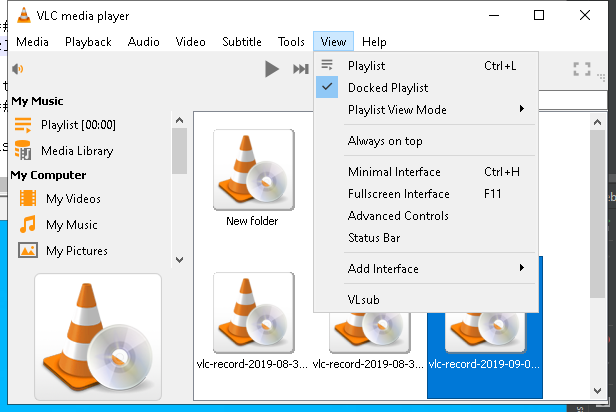 VLC media player
Media Playback Audio Video Subtitle Tools View Help
My Music
Playlist [00:00]
Media Library
My Computer
My Videos
My Music
My Pictures
Playlist Ctrl+L
Docked Playlist
Playlist View Mode
Always on top
Minimal Interface Ctrl+H
Fullscreen Interface F11
Advanced Controls
Status Bar
Add Interface
VLsub
New folder
vlc-record-2019-08-3... vlc-record-2019-08-3... vlc-record-2019-09-0...